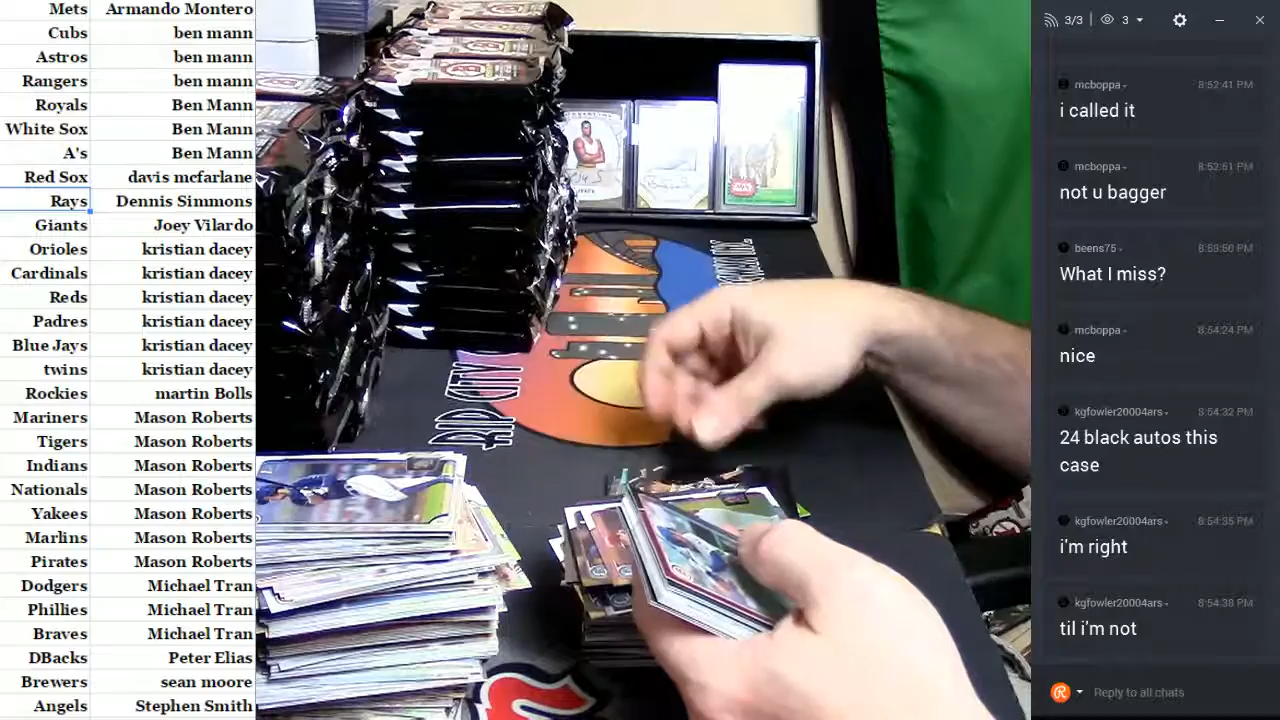 Mets Armando Montero
Cubs ben mann
Astros ben mann
Rangers ben mann
Royals Ben Mann
White Sox Ben Mann
A's Ben Mann
Red Sox davis mcfarlane
Rays Dennis Simmons
Giants Joey Vilardo
Orioles kristian dacey
Cardinals kristian dacey
Reds kristian dacey
Padres kristian dacey
Blue Jays kristian dacey
twins kristian dacey
Rockies martin Bolls
Mariners Mason Roberts
Tigers Mason Roberts
Indians Mason Roberts
Nationals Mason Roberts
Yakees Mason Roberts
Marlins Mason Roberts
Pirates Mason Roberts
Dodgers Michael Tran
Phillies Michael Tran
Braves Michael Tran
DBacks Peter Elias
Brewers sean moore
Angels Stephen Smith
RIP CITY
3/3 3
mcboppa 8:52:41 PM
i called it
mcboppa 8:52:51 PM
not u bagger
beens75 8:53:50 PM
What I miss?
mcboppa 8:54:24 PM
nice
kgfowler20004ars 8:54:32 PM
24 black autos this
case
kgfowler20004ars 8:54:35 PM
i'm right
kgfowler20004ars 8:54:38 PM
til i'm not
Reply to all chats